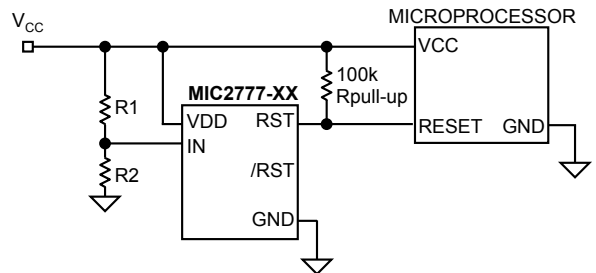 MICROPROCESSOR
VCC
VCC
100k
Rpull-up
MIC2777-XX
R1
VDD
RST
RESET
GND
IN
R2
/RST
GND